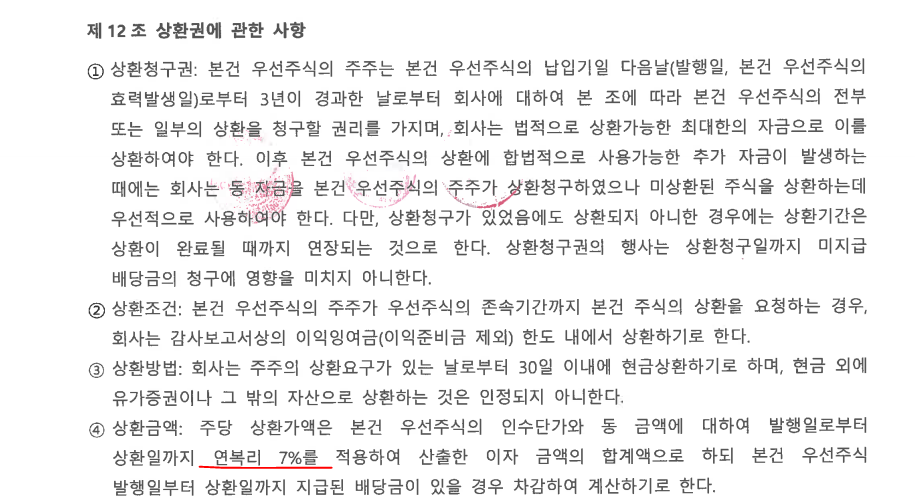 제 12 조 상환권에 관한 사항
① 상환청구권: 본건 우선주식의 주주는 본건 우선주식의 납입기일 다음날(발행일, 본건 우선주식의
효력발생일)로부터 3년이 경과한 날로부터 회사에 대하여 본 조에 따라 본건 우선주식의 전부
또는 일부의 상환을 청구할 권리를 가지며, 회사는 법적으로 상환가능한 최대한의 자금으로 이를
상환하여야 한다. 이후 본건 우선주식의 상환에 합법적으로 사용가능한 추가 자금이 발생하는
때에는 회사는 동 자금을 본건 우선주식의 주주가 상환청구하였으나 미상환된 주식을 상환하는데
우선적으로 사용하여야 한다. 다만, 상환청구가 있었음에도 상환되지 아니한 경우에는 상환기간은
상환이 완료될 때까지 연장되는 것으로 한다. 상환청구권의 행사는 상환청구일까지 미지급
배당금의 청구에 영향을 미치지 아니한다.
② 상환조건: 본건 우선주식의 주주가 우선주식의 존속기간까지 본건 주식의 상환을 요청하는 경우,
회사는 감사보고서상의 이익잉여금(이익준비금 제외) 한도 내에서 상환하기로 한다.
③ 상환방법: 회사는 주주의 상환요구가 있는 날로부터 30일 이내에 현금상환하기로 하며, 현금 외에
유가증권이나 그 밖의 자산으로 상환하는 것은 인정되지 아니한다.
④ 상환금액: 주당 상환가액은 본건 우선주식의 인수단가와 동 금액에 대하여 발행일로부터
상환일까지 연복리 7%를 적용하여 산출한 이자 금액의 합계액으로 하되 본건 우선주식
발행일부터 상환일까지 지급된 배당금이 있을 경우 차감하여 계산하기로 한다.